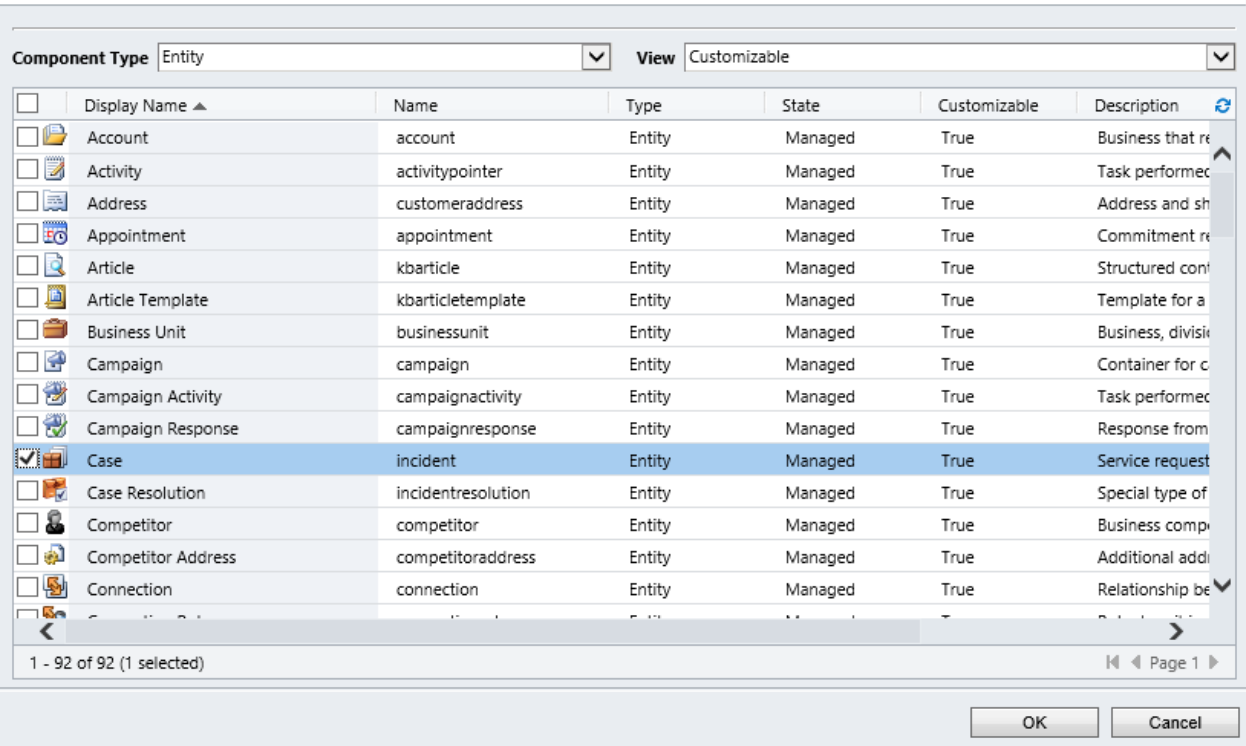 Component Type Entity View Customizable
Display Name Name Type State Customizable Description
Account account Entity Managed True Business that re
Activity activitypointer Entity Managed True Task performed
Address customeraddress Entity Managed True Address and sh
Appointment appointment Entity Managed True Commitment re
Article kbarticle Entity Managed True Structured cont
Article Template kbarticletemplate Entity Managed True Template for a
Business Unit businessunit Entity Managed True Business, divisi
Campaign campaign Entity Managed True Container for c
Campaign Activity campaignactivity Entity Managed True Task performed
Campaign Response campaignresponse Entity Managed True Response from
Case incident Entity Managed True Service request
Case Resolution incidentresolution Entity Managed True Special type of
Competitor competitor Entity Managed True Business comp
Competitor Address competitoraddress Entity Managed True Additional add
Connection connection Entity Managed True Relationship be
1 - 92 of 92 (1 selected) Page 1
OK Cancel